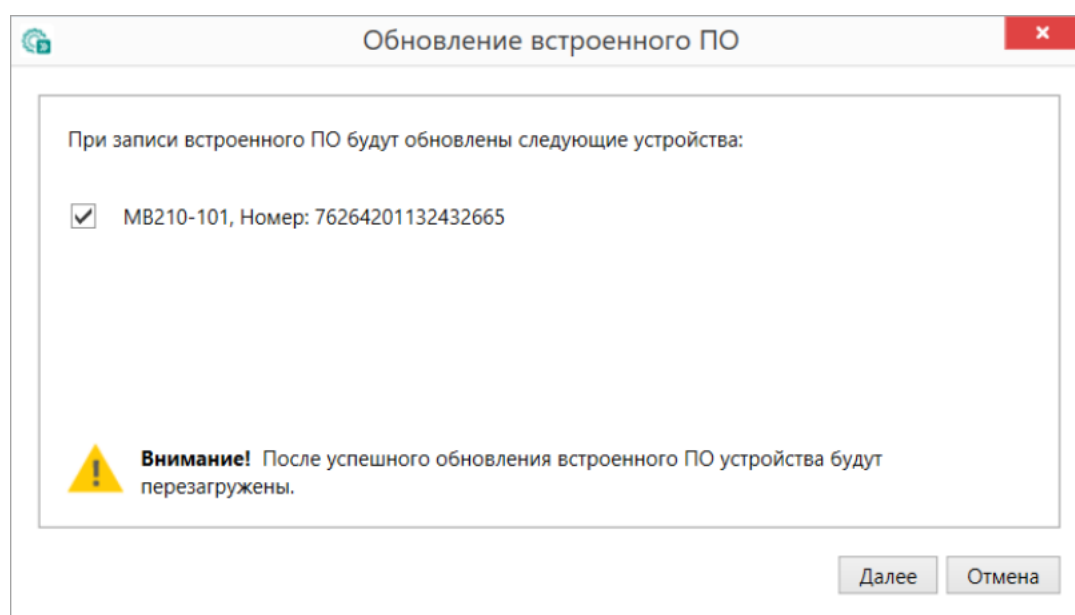 Обновление встроенного ПО
При записи встроенного ПО будут обновлены следующие устройства:
МВ210-101, Номер: 76264201132432665
Внимание! После успешного обновления встроенного ПО устройства будут
перезагружены.
Далее Отмена